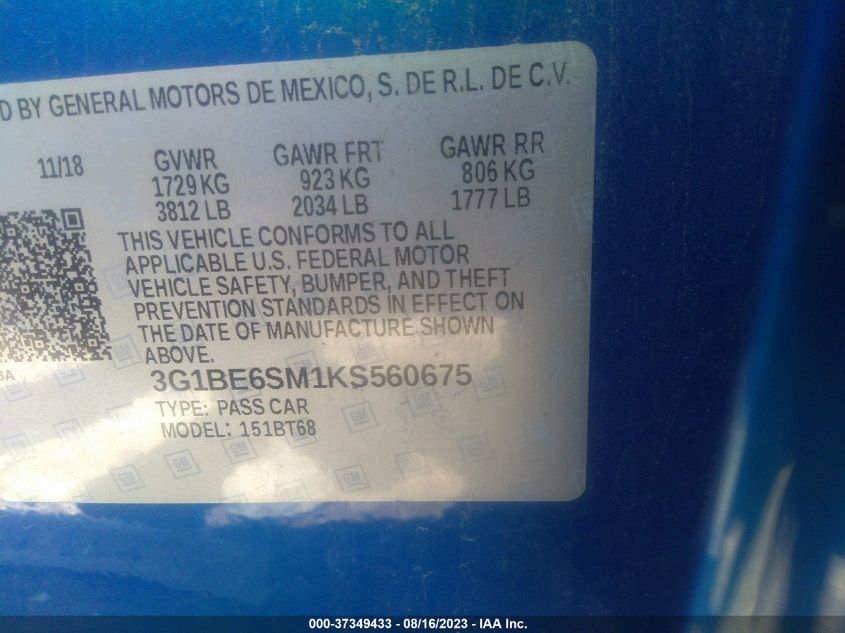 D BY GENERAL MOTORS DE MEXICO, S. DE R.L. DE C.V.
11/18 GVWR GAWR FRT GAWR RR
1729 KG 923 KG 806 KG
3812 LB 2034 LB 1777 LB
THIS VEHICLE CONFORMS TO ALL
APPLICABLE U.S. FEDERAL MOTOR
VEHICLE SAFETY, BUMPER, AND THEFT
PREVENTION STANDARDS IN EFFECT ON
THE DATE OF MANUFACTURE SHOWN
ABOVE.
3G1BE6SM1KS560675
TYPE: PASS CAR
MODEL: 151BT68
000-37349433 - 08/16/2023 - IAA Inc.